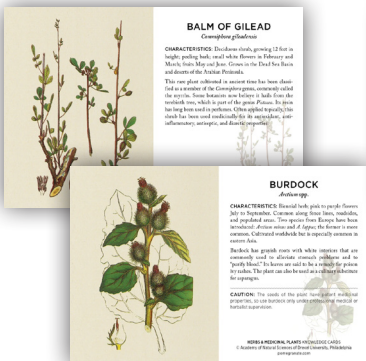 BALM OF GILEAD
Commiphora gileadensis
CHARACTERISTICS: Deciduous shrub, growing 12 feet in
height; peeling bark; small white flowers in February and
March; fruits May and June. Grows in the Dead Sea Basin
and deserts of the Arabian Peninsula.
This rare plant cultivated in ancient time has been classi-
fied as a member of the Commiphora genus, commonly called
the myrrhs. Some botanists now believe it hails from the
terebinth tree, which is part of the genus Pistacia. Its resin
has long been used in perfumes. Often applied topically, this
shrub has been used medicinally for its antioxidant, anti-
inflammatory, antiseptic, and diuretic properties.
BURDOCK
Arctium spp.
CHARACTERISTICS: Biennial herb; pink to purple flowers
July to September. Common along fence lines, roadsides,
and populated areas. Two species from Europe have been
introduced: Arctium minus and A. lappa; the former is more
common. Cultivated worldwide but is especially common in
eastern Asia.
Burdock has grayish roots with white interiors that are
commonly used to alleviate stomach problems and to
"purify blood." Its leaves are said to be a remedy for poison
ivy rashes. The plant can also be used as a culinary substitute
for asparagus.
CAUTION: The seeds of the plant have potent medicinal
properties, so use burdock only under professional medical or
herbalist supervision.
HERBS & MEDICINAL PLANTS KNOWLEDGE CARDS
© Academy of Natural Sciences of Drexel University, Philadelphia
pomegranate.com